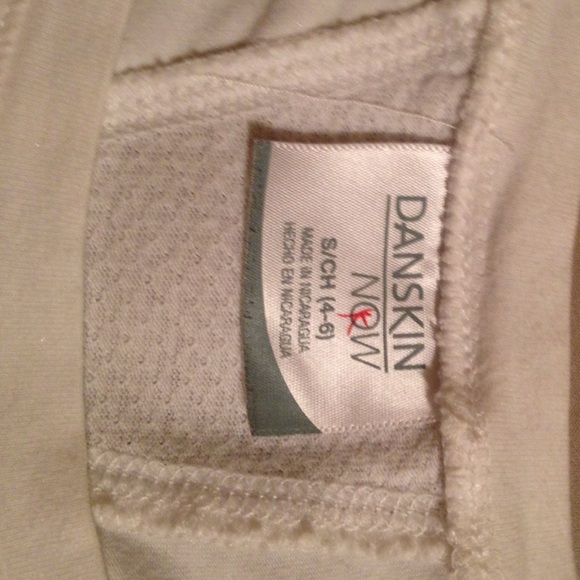 DANSKIN
NOW
S/CH (4-6)
MADE IN NICARAGUA
HECHO EN NICARAGUA